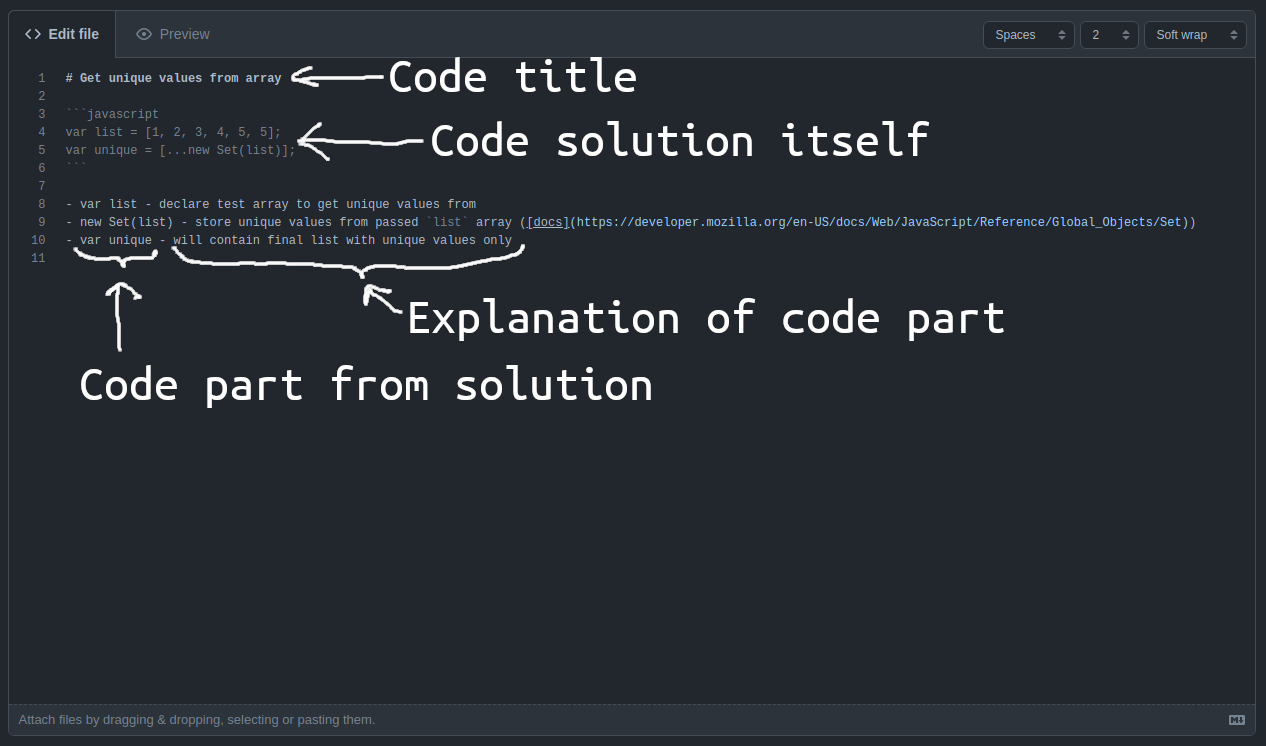 Edit file Preview Spaces 2 Soft wrap
1 # Get unique values from array Code title
2
3 ```javascript
4 var list = [1, 2, 3, 4, 5, 5]; Code solution itself
5 var unique = [...new Set(list)];
6 ```
7
8 - var list - declare test array to get unique values from
9 - new Set(list) - store unique values from passed `list` array ([docs](https://developer.mozilla.org/en-US/docs/Web/JavaScript/Reference/Global_Objects/Set))
10 - var unique - will contain final list with unique values only
11
Explanation of code part
Code part from solution
Attach files by dragging & dropping, selecting or pasting them.